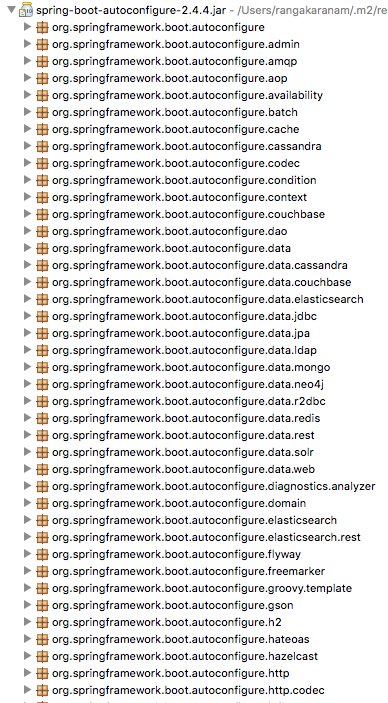 spring-boot-autoconfigure-2.4.4.jar - /Users/rangakaranam/.m2/re
org.springframework.boot.autoconfigure
org.springframework.boot.autoconfigure.admin
org.springframework.boot.autoconfigure.amqp
org.springframework.boot.autoconfigure.aop
org.springframework.boot.autoconfigure.availability
org.springframework.boot.autoconfigure.batch
org.springframework.boot.autoconfigure.cache
org.springframework.boot.autoconfigure.cassandra
org.springframework.boot.autoconfigure.codec
org.springframework.boot.autoconfigure.condition
org.springframework.boot.autoconfigure.context
org.springframework.boot.autoconfigure.couchbase
org.springframework.boot.autoconfigure.dao
org.springframework.boot.autoconfigure.data
org.springframework.boot.autoconfigure.data.cassandra
org.springframework.boot.autoconfigure.data.couchbase
org.springframework.boot.autoconfigure.data.elasticsearch
org.springframework.boot.autoconfigure.data.jdbc
org.springframework.boot.autoconfigure.data.jpa
org.springframework.boot.autoconfigure.data.ldap
org.springframework.boot.autoconfigure.data.mongo
org.springframework.boot.autoconfigure.data.neo4j
org.springframework.boot.autoconfigure.data.r2dbc
org.springframework.boot.autoconfigure.data.redis
org.springframework.boot.autoconfigure.data.rest
org.springframework.boot.autoconfigure.data.solr
org.springframework.boot.autoconfigure.data.web
org.springframework.boot.autoconfigure.diagnostics.analyzer
org.springframework.boot.autoconfigure.domain
org.springframework.boot.autoconfigure.elasticsearch
org.springframework.boot.autoconfigure.elasticsearch.rest
org.springframework.boot.autoconfigure.flyway
org.springframework.boot.autoconfigure.freemarker
org.springframework.boot.autoconfigure.groovy.template
org.springframework.boot.autoconfigure.gson
org.springframework.boot.autoconfigure.h2
org.springframework.boot.autoconfigure.hateoas
org.springframework.boot.autoconfigure.hazelcast
org.springframework.boot.autoconfigure.http
org.springframework.boot.autoconfigure.http.codec